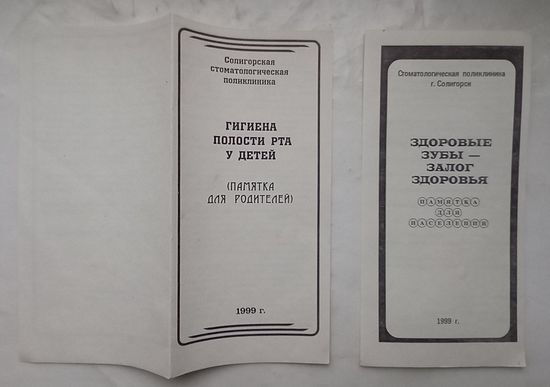 Солигорская
стоматологическая
поликлиника
ГИГИЕНА
ПОЛОСТИ РТА
У ДЕТЕЙ
(ПАМЯТКА
ДЛЯ РОДИТЕЛЕЙ)
1999 г.
Стоматологическая поликлиника
г. Солигорск
ЗДОРОВЫЕ
ЗУБЫ —
ЗАЛОГ
ЗДОРОВЬЯ
ПАМЯТКА
ДЛЯ
НАСЕЛЕНИЯ
1999 г.